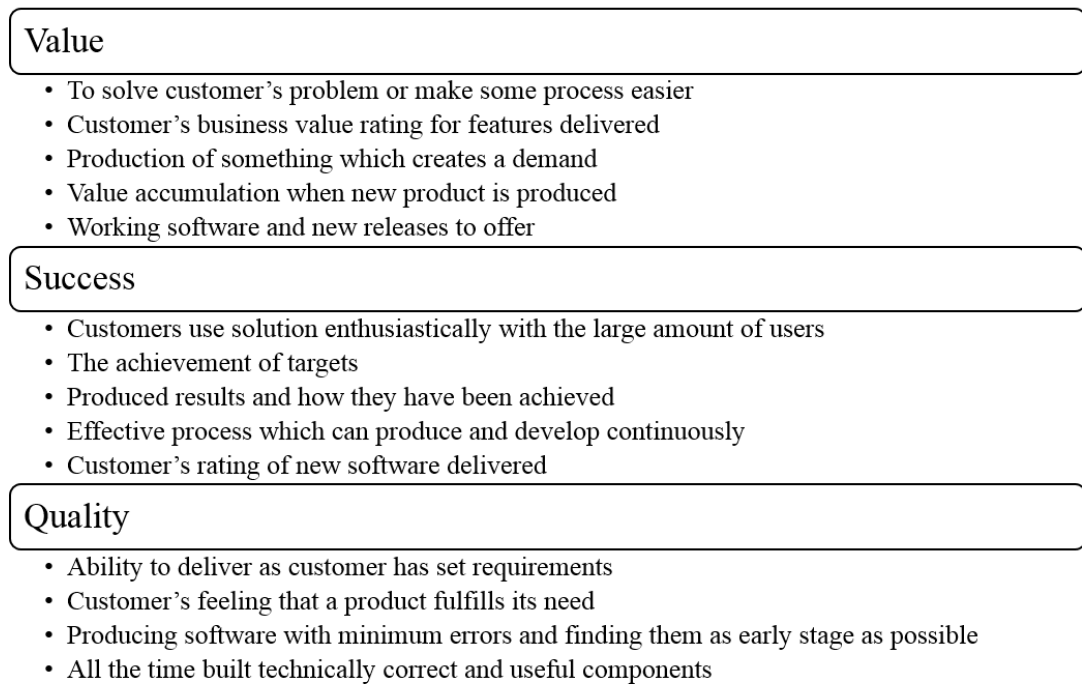 Value
• To solve customer’s problem or make some process easier
• Customer’s business value rating for features delivered
• Production of something which creates a demand
• Value accumulation when new product is produced
• Working software and new releases to offer
Success
• Customers use solution enthusiastically with the large amount of users
• The achievement of targets
• Produced results and how they have been achieved
• Effective process which can produce and develop continuously
• Customer’s rating of new software delivered
Quality
• Ability to deliver as customer has set requirements
• Customer’s feeling that a product fulfills its need
• Producing software with minimum errors and finding them as early stage as possible
• All the time built technically correct and useful components